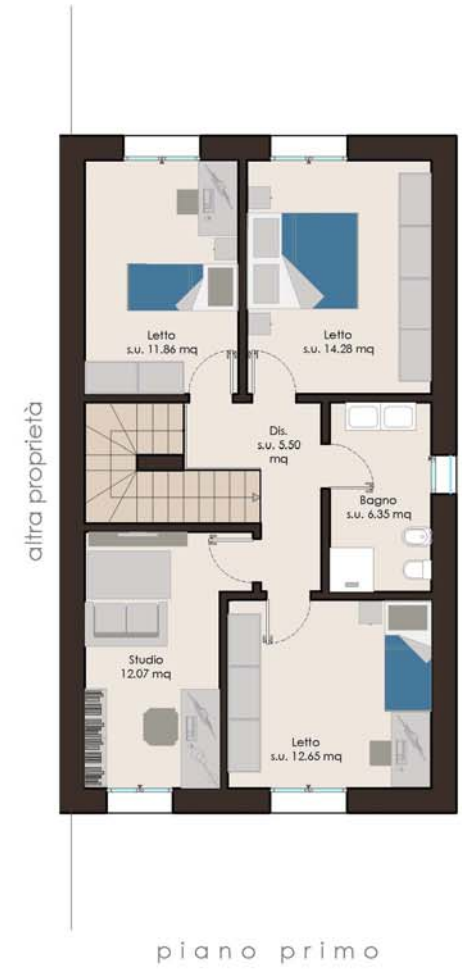 Letto
s.u. 11.86 mq
Letto
s.u. 14.28 mq
altra proprietà
Dis.
s.u. 5.50
mq
Bagno
s.u. 6.35 mq
Studio
12.07 mq
Letto
s.u. 12.65 mq
piano primo